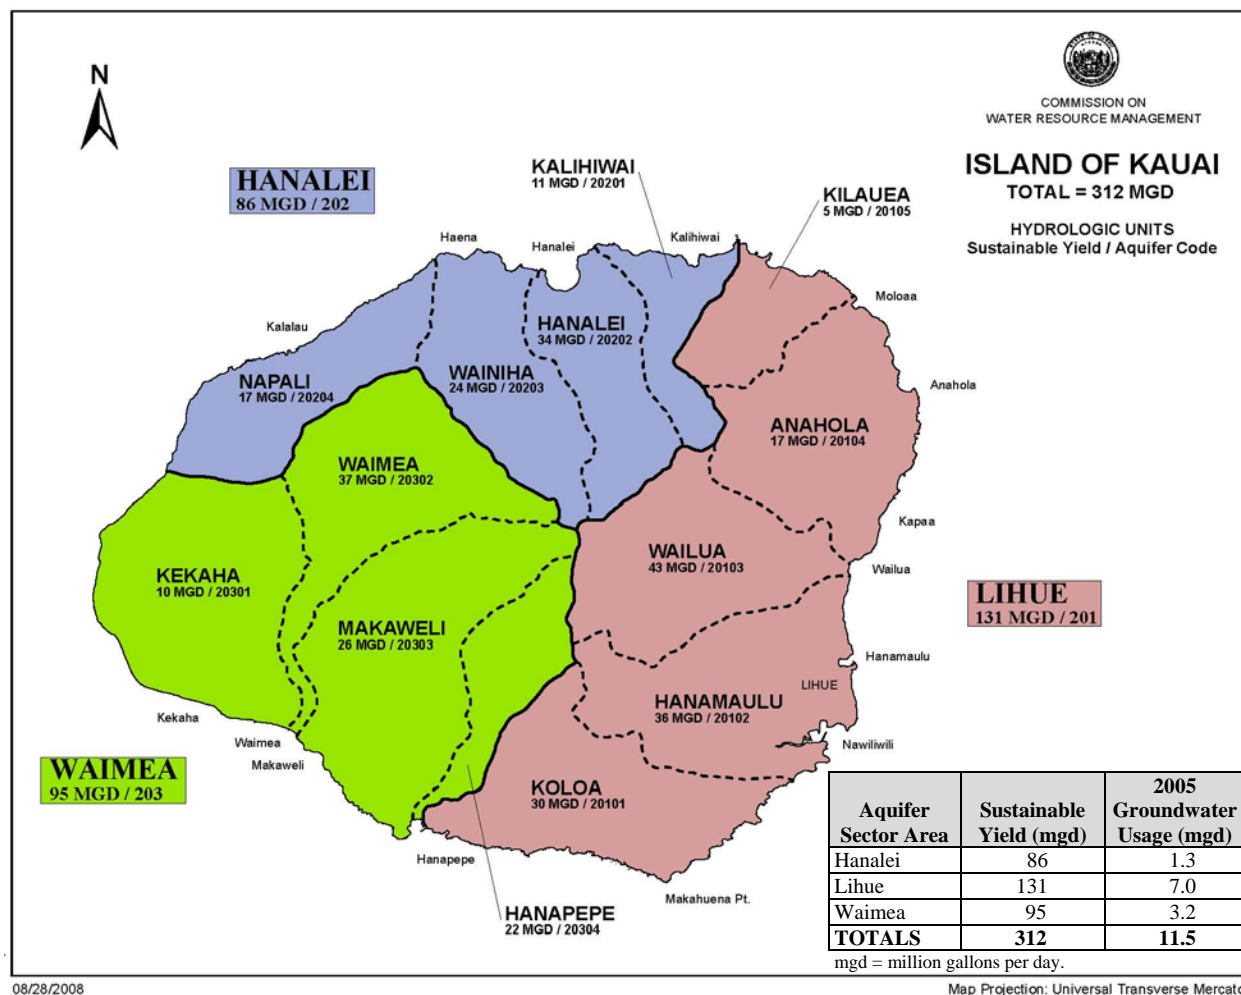 N
COMMISSION ON
WATER RESOURCE MANAGEMENT
ISLAND OF KAUAI
TOTAL = 312 MGD
HYDROLOGIC UNITS
Sustainable Yield / Aquifer Code
HANALEI
86 MGD / 202
KALIHIWAI
11 MGD / 20201
KILAUEA
5 MGD / 20105
Haena
Hanalei
Kalihiwai
Moloaa
Kalalau
HANALEI
34 MGD / 20202
NAPALI
17 MGD / 20204
WAINIHA
24 MGD / 20203
Anahola
ANAHOLA
17 MGD / 20104
WAIMEA
37 MGD / 20302
Kapaa
WAILUA
43 MGD / 20103
Wailua
KEKAHA
10 MGD / 20301
LIHUE
131 MGD / 201
MAKAWELI
26 MGD / 20303
Hanamaulu
LIHUE
HANAMAULU
36 MGD / 20102
Kekaha
Waimea
Makaweli
Nawiliwili
WAIMEA
95 MGD / 203
KOLOA
30 MGD / 20101
Hanapepe
Makahuena Pt.
HANAPEPE
22 MGD / 20304
Aquifer Sector Area Sustainable Yield (mgd) 2005 Groundwater Usage (mgd)
Hanalei 86 1.3
Lihue 131 7.0
Waimea 95 3.2
TOTALS 312 11.5
mgd = million gallons per day.
08/28/2008
Map Projection: Universal Transverse Mercato